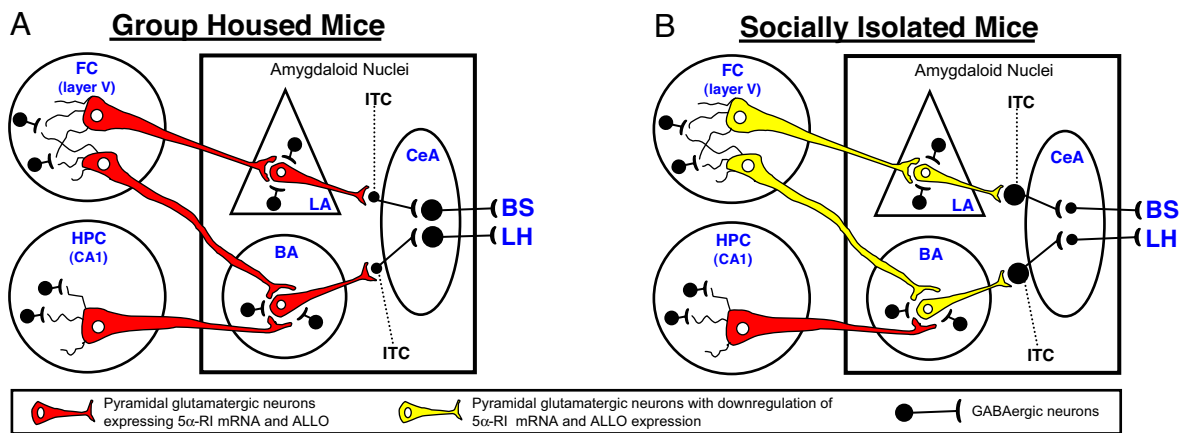 A
Group Housed Mice
FC
(layer V)
Amygdaloid Nuclei
ITC
CeA
LA
BS
LH
HPC
(CA1)
BA
ITC
B
Socially Isolated Mice
FC
(layer V)
Amygdaloid Nuclei
ITC
CeA
LA
BS
LH
HPC
(CA1)
BA
ITC
Pyramidal glutamatergic neurons
expressing 5α-RI mRNA and ALLO
Pyramidal glutamatergic neurons with downregulation of
5α-RI mRNA and ALLO expression
GABAergic neurons